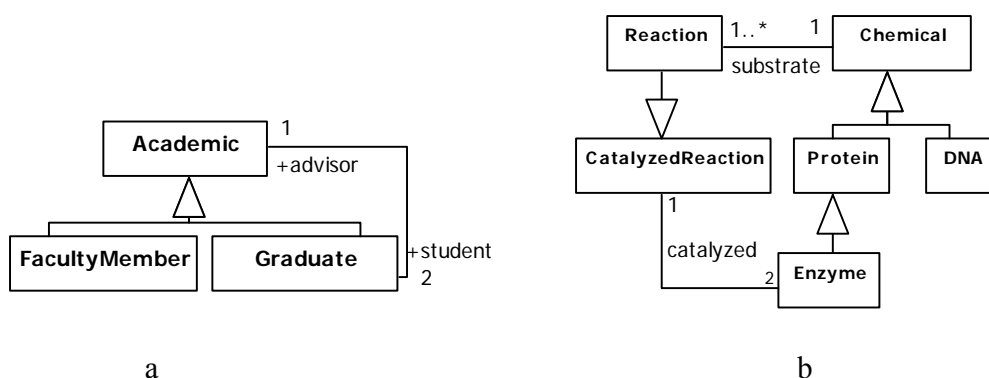 Academic
1
+advisor
FacultyMember
Graduate
+student
2
a
Reaction
1..*
1
Chemical
substrate
CatalyzedReaction
Protein
DNA
1
catalyzed
2
Enzyme
b